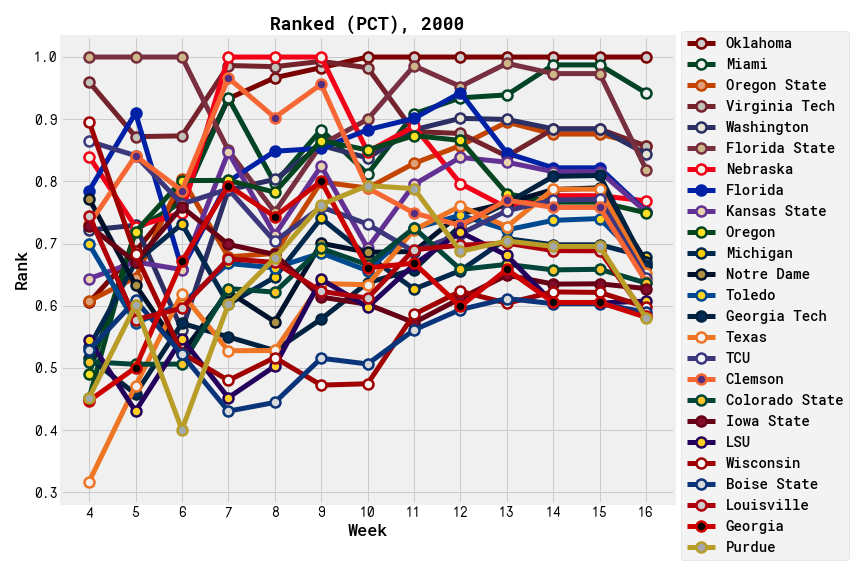 Ranked (PCT), 2000
Rank
1.0
0.9
0.8
0.7
0.6
0.5
0.4
0.3
4 5 6 7 8 9 10 11 12 13 14 15 16
Week
Oklahoma
Miami
Oregon State
Virginia Tech
Washington
Florida State
Nebraska
Florida
Kansas State
Oregon
Michigan
Notre Dame
Toledo
Georgia Tech
Texas
TCU
Clemson
Colorado State
Iowa State
LSU
Wisconsin
Boise State
Louisville
Georgia
Purdue